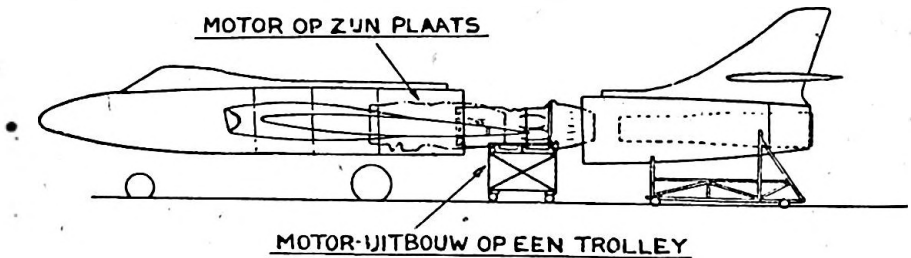 MOTOR OP ZIJN PLAATS
MOTOR-UITBOUW OP EEN TROLLEY